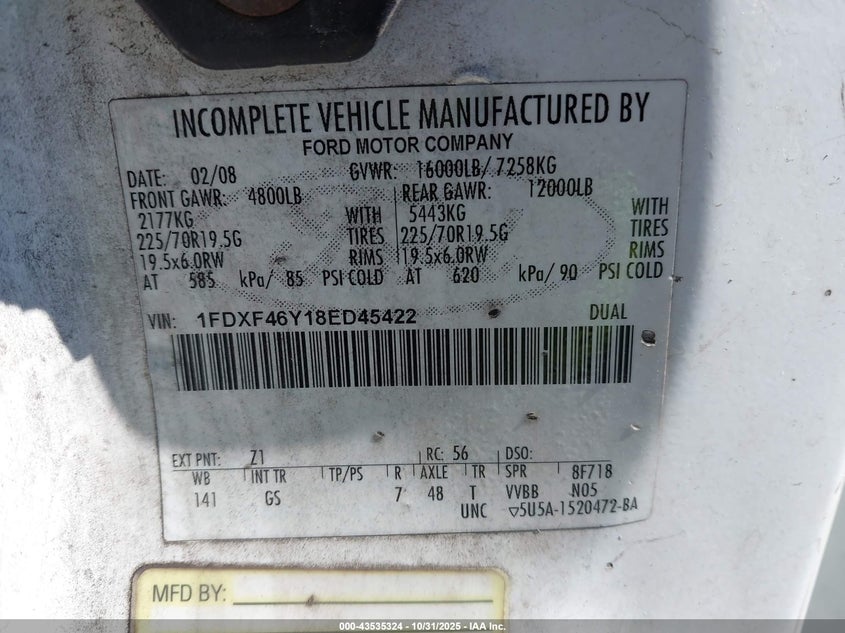 INCOMPLETE VEHICLE MANUFACTURED BY
FORD MOTOR COMPANY
DATE: 02/08 GVWR: 16000LB/ 7258KG
FRONT GAWR: 4800LB REAR GAWR: 12000LB
2177KG WITH 5443KG WITH
225/70R19.5G TIRES 225/70R19.5G TIRES
19.5x6.0RW RIMS 19.5x6.0RW RIMS
AT 585 kPa/ 85 PSI COLD AT 620 kPa/ 90 PSI COLD
VIN: 1FDXF46Y18ED45422 DUAL
EXT PNT: Z1 RC: 56 DSO:
WB INT TR TP/PS R AXLE TR SPR 8F718
141 GS 7 48 T VVBB N05
UNC ▽5U5A-1520472-BA
MFD BY:
000-43535324 | 10/31/2025 | IAA Inc.